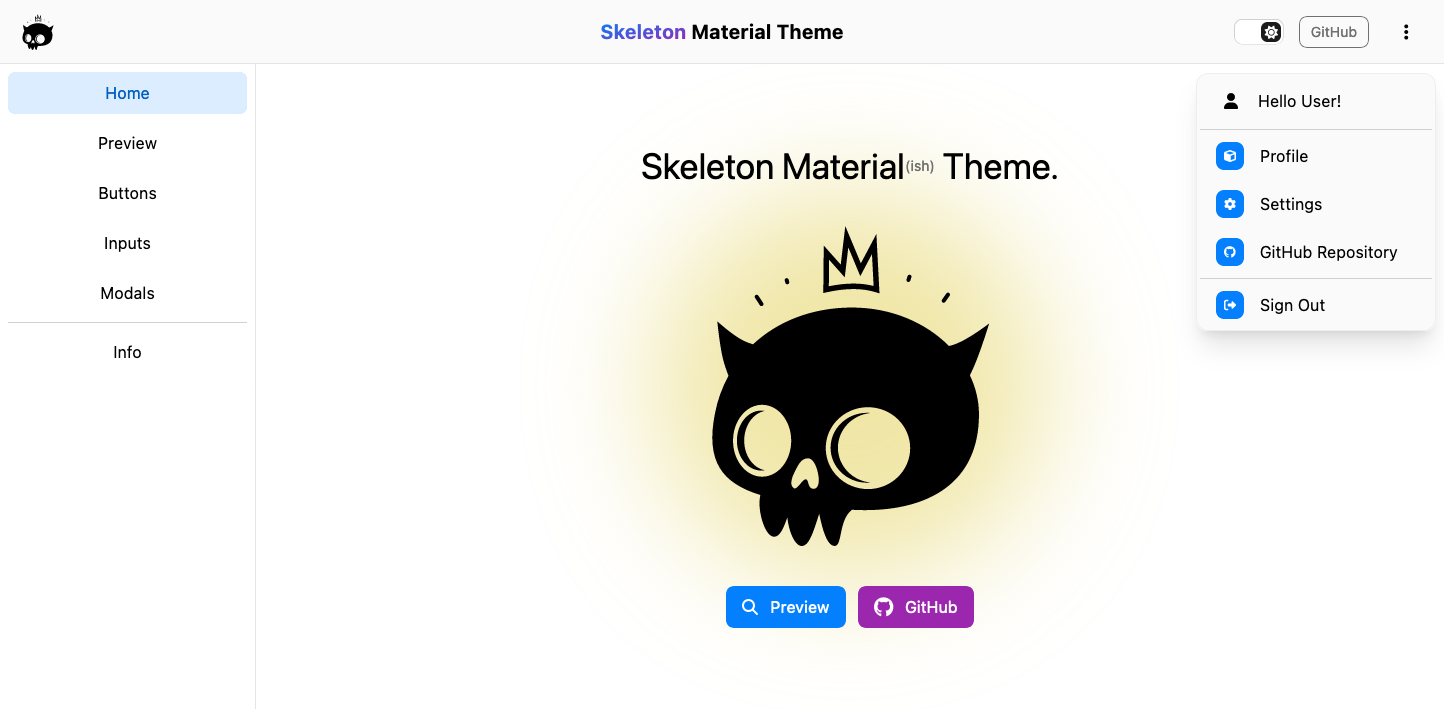 Skeleton Material Theme
GitHub
Home
Preview
Buttons
Inputs
Modals
Info
Skeleton Material(ish) Theme.
Preview
GitHub
Hello User!
Profile
Settings
GitHub Repository
Sign Out